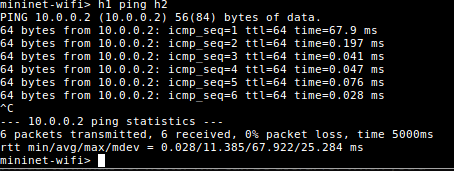 mininet-wifi> h1 ping h2
PING 10.0.0.2 (10.0.0.2) 56(84) bytes of data.
64 bytes from 10.0.0.2: icmp_seq=1 ttl=64 time=67.9 ms
64 bytes from 10.0.0.2: icmp_seq=2 ttl=64 time=0.197 ms
64 bytes from 10.0.0.2: icmp_seq=3 ttl=64 time=0.041 ms
64 bytes from 10.0.0.2: icmp_seq=4 ttl=64 time=0.047 ms
64 bytes from 10.0.0.2: icmp_seq=5 ttl=64 time=0.076 ms
64 bytes from 10.0.0.2: icmp_seq=6 ttl=64 time=0.028 ms
^C
--- 10.0.0.2 ping statistics ---
6 packets transmitted, 6 received, 0% packet loss, time 5000ms
rtt min/avg/max/mdev = 0.028/11.385/67.922/25.284 ms
mininet-wifi>